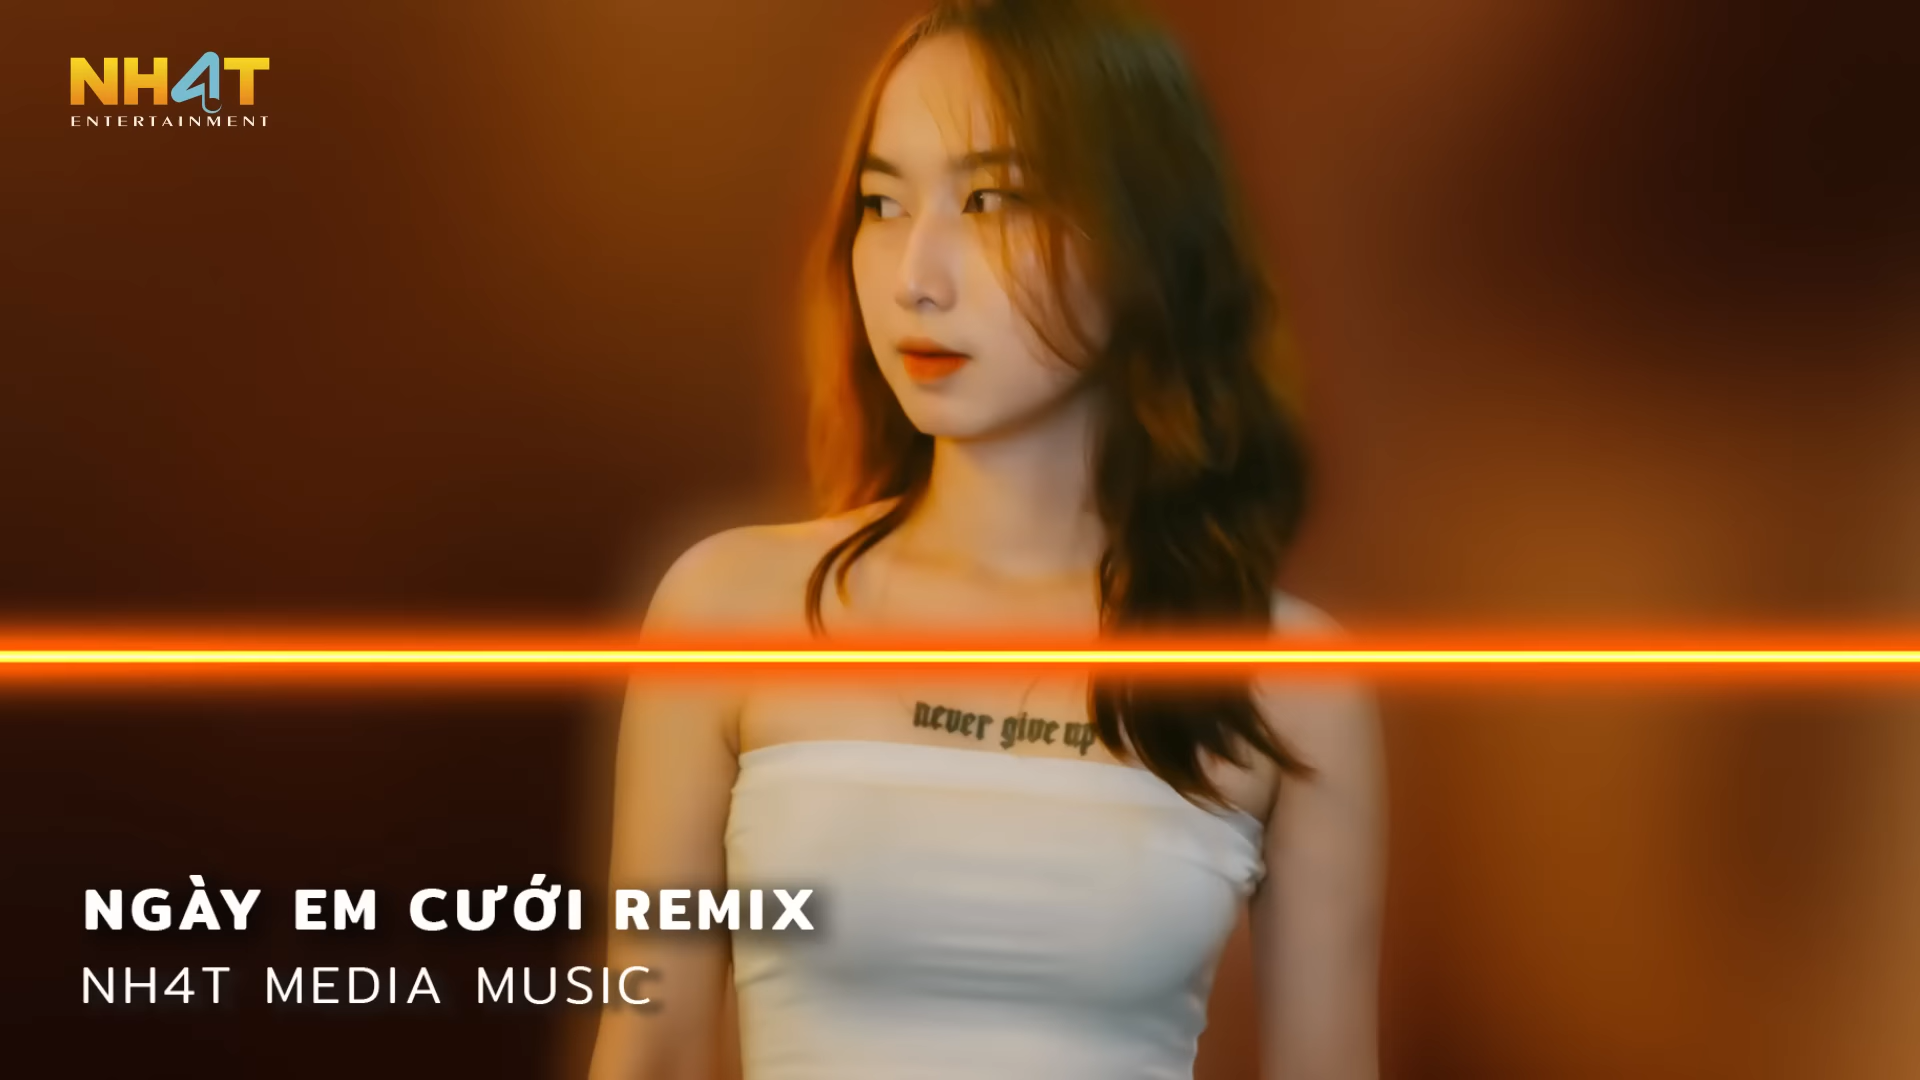 NH4T
ENTERTAINMENT
never give up
NGÀY EM CƯỚI REMIX
NH4T MEDIA MUSIC